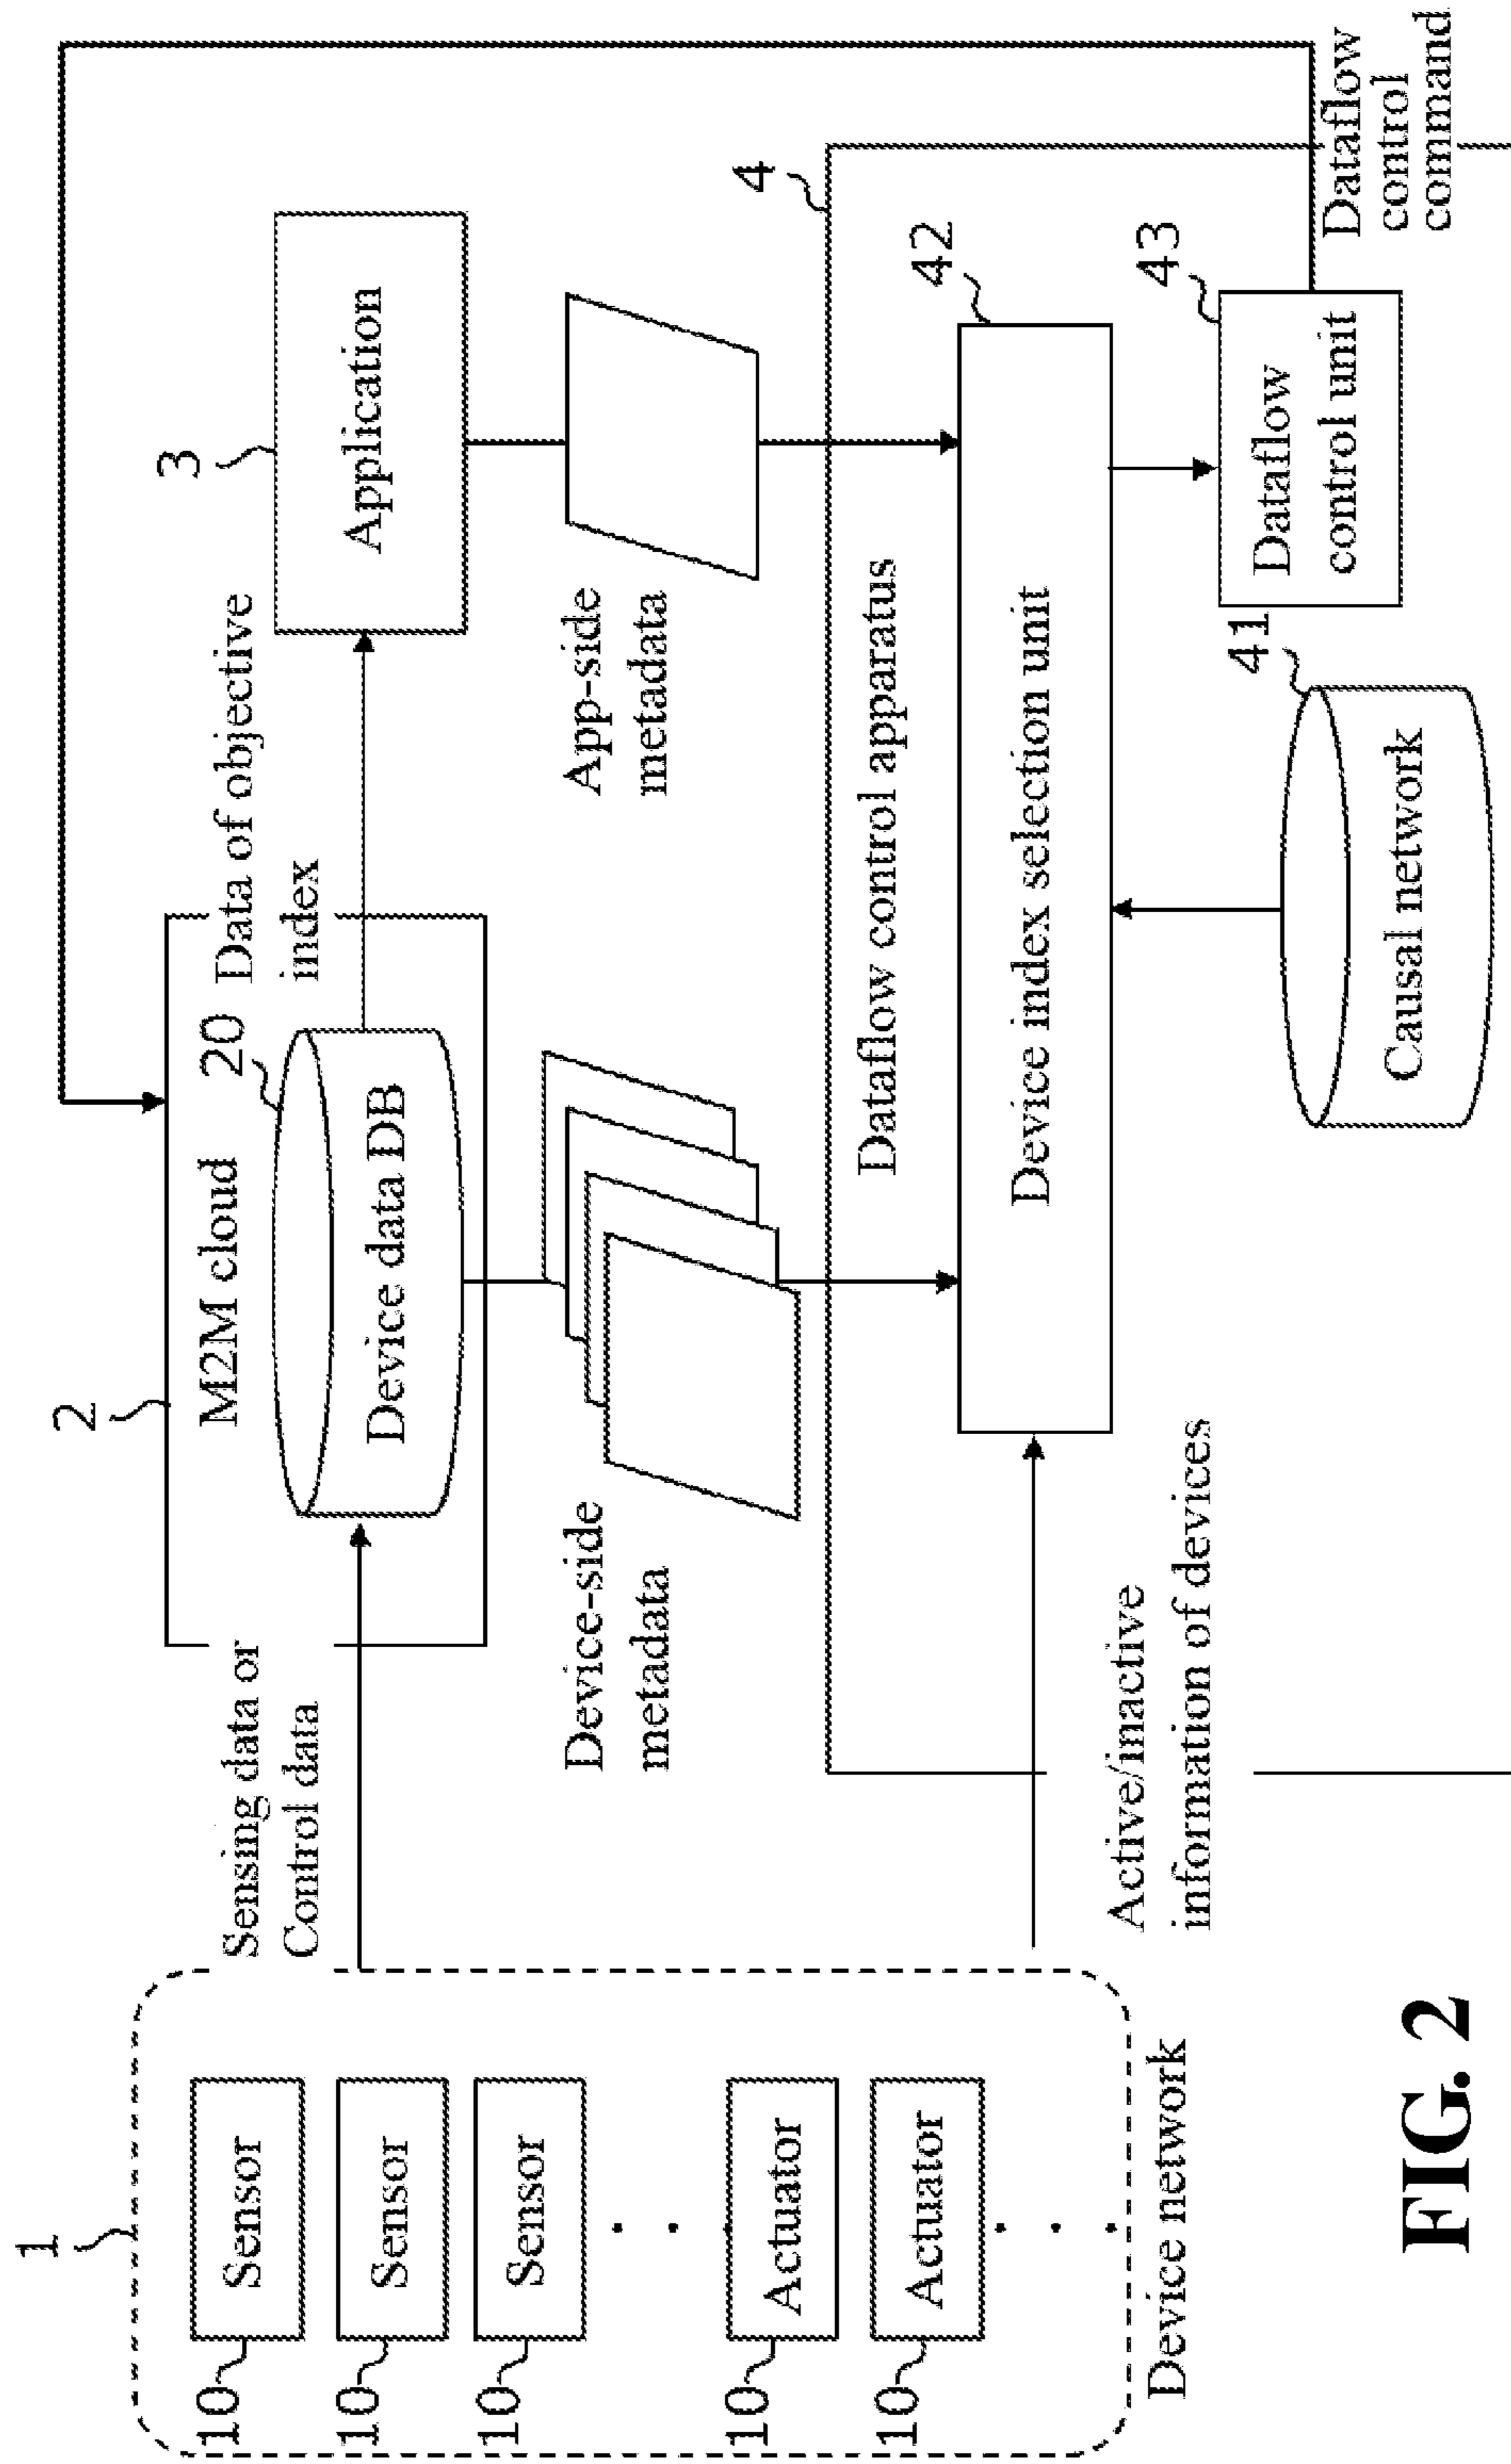 1
10
Sensor
10
Sensor
10
Sensor
10
Actuator
10
Actuator
Device network
Sensing data or
Control data
2
M2M cloud
20
Device data DB
Data of objective
index
3
Application
Device-side
metadata
App-side
metadata
4
Dataflow control apparatus
42
Device index selection unit
Active/inactive
information of devices
41
Causal network
43
Dataflow
control unit
Dataflow
control
command
FIG. 2